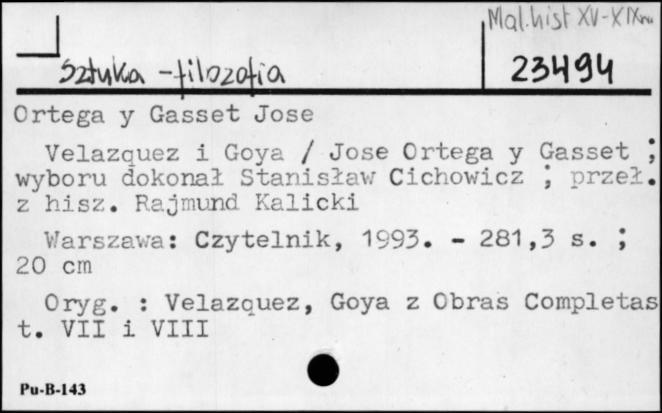 Mal. hist XV-XIX w
Sztuka - filozofia
23494
Ortega y Gasset Jose
Velazquez i Goya / Jose Ortega y Gasset ;
wyboru dokonał Stanisław Cichowicz ; przeł.
z hisz. Rajmund Kalicki
Warszawa: Czytelnik, 1993. - 281,3 s. ;
20 cm
Oryg. : Velazquez, Goya z Obras Completas
t. VII i VIII
Pu-B-143